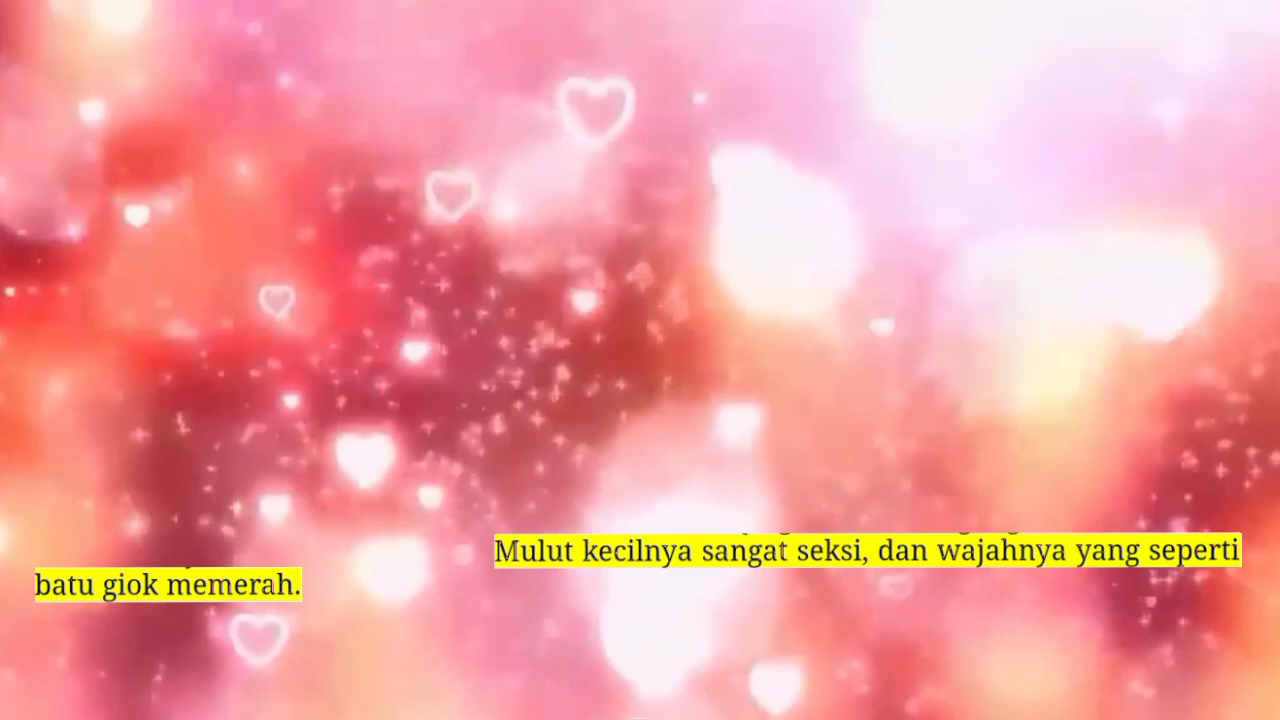 Mulut kecilnya sangat seksi, dan wajahnya yang seperti
batu giok memerah.